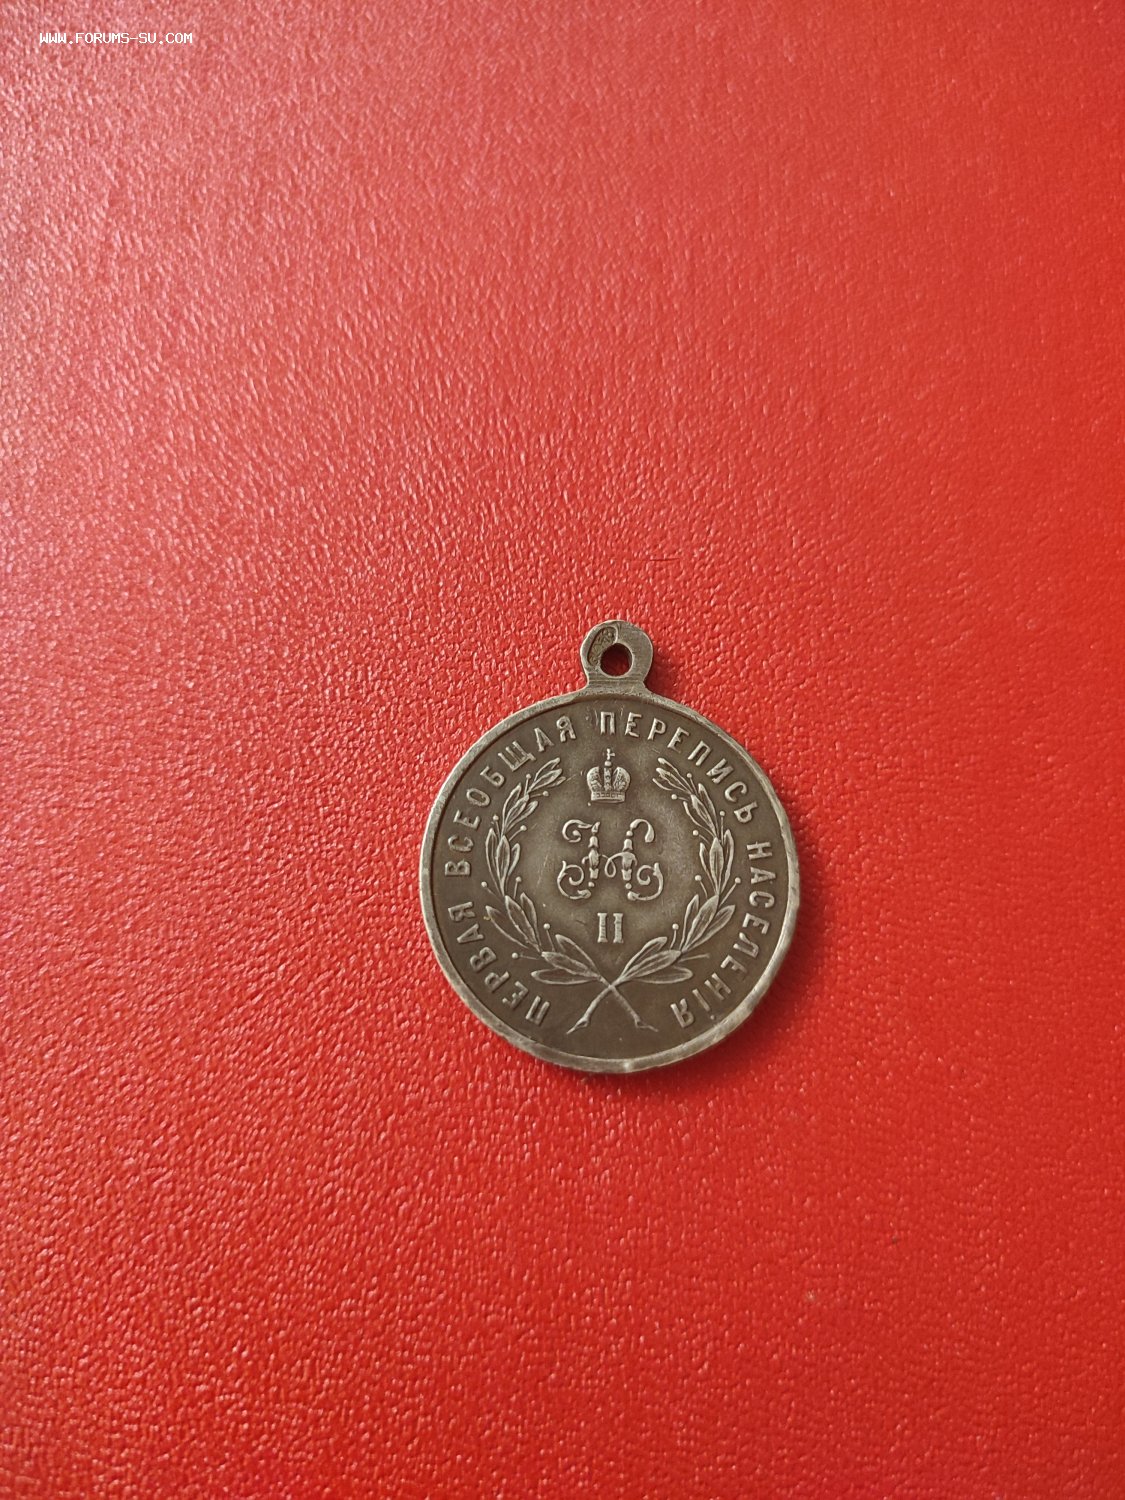 WWW.FORUMS-SU.COM
ПЕРВАЯ ВСЕОБЩАЯ ПЕРЕПИСЬ НАСЕЛЕНІЯ
Н
II